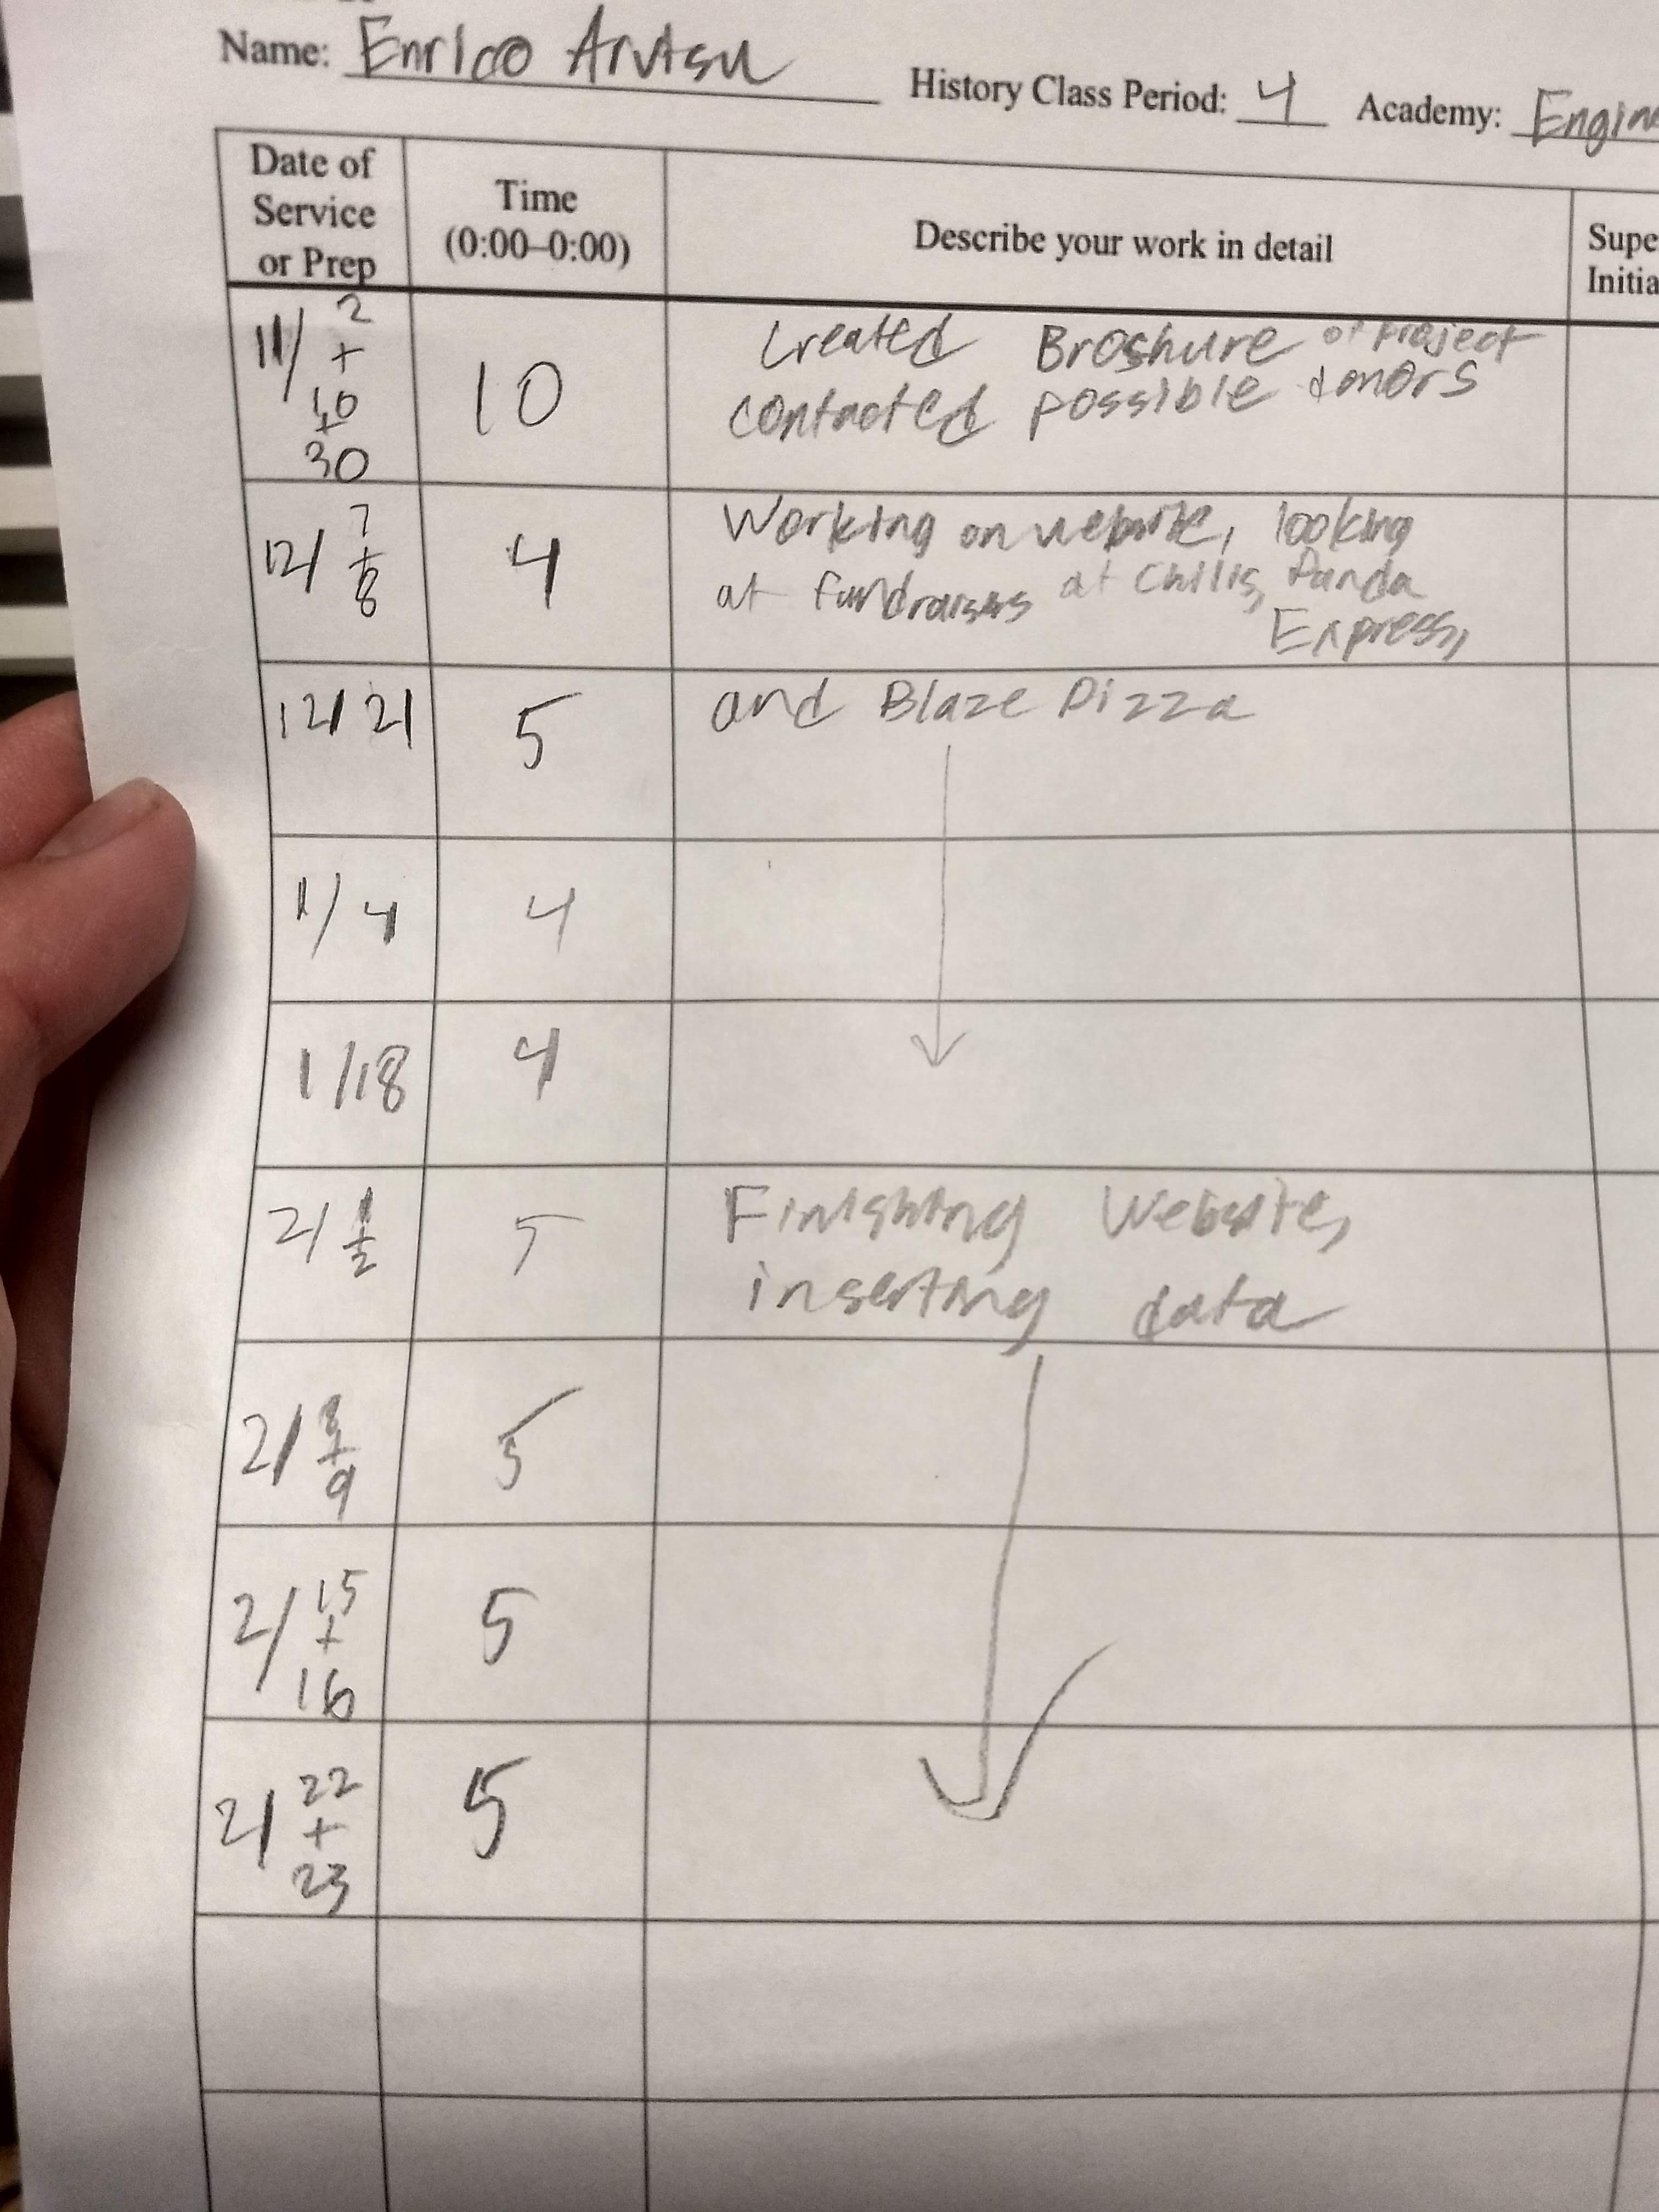 Name: Enrico Arvisu History Class Period: 4 Academy:
Date of
Service
or Prep
Time
(0:00–0:00)
Describe your work in detail
11/ 2
+
10
+
30
10
Created Broshure of Project
contacted possible donors
12/ 7
+
8
4
Working on website, looking
at fundraisers at Chilis, Panda
Express,
12/21
5
and Blaze Pizza
1/4
4
1/18
4
2/ 1
+
2
5
Finishing Website,
inserting data
2/ 8
+
9
5
2/ 15
+
16
5
2/ 22
+
23
5